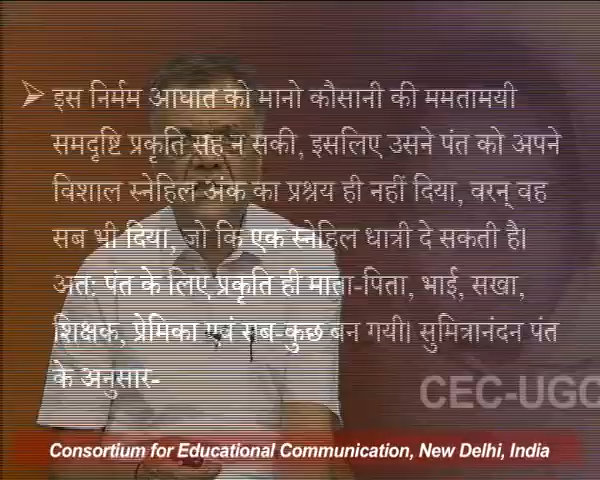 इस निर्मम आघात को मानो कौसानी की ममतामयी
समदृष्टि प्रकृति सह न सकी, इसलिए उसने पंत को अपने
विशाल स्नेहिल अंक का प्रश्रय ही नहीं दिया, वरन् वह
सब भी दिया, जो कि एक स्नेहिल धात्री दे सकती है।
अत: पंत के लिए प्रकृति ही माता-पिता, भाई, सखा,
शिक्षक, प्रेमिका एवं सब-कुछ बन गयी। सुमित्रानंदन पंत
के अनुसार-
CEC-UGC
Consortium for Educational Communication, New Delhi, India